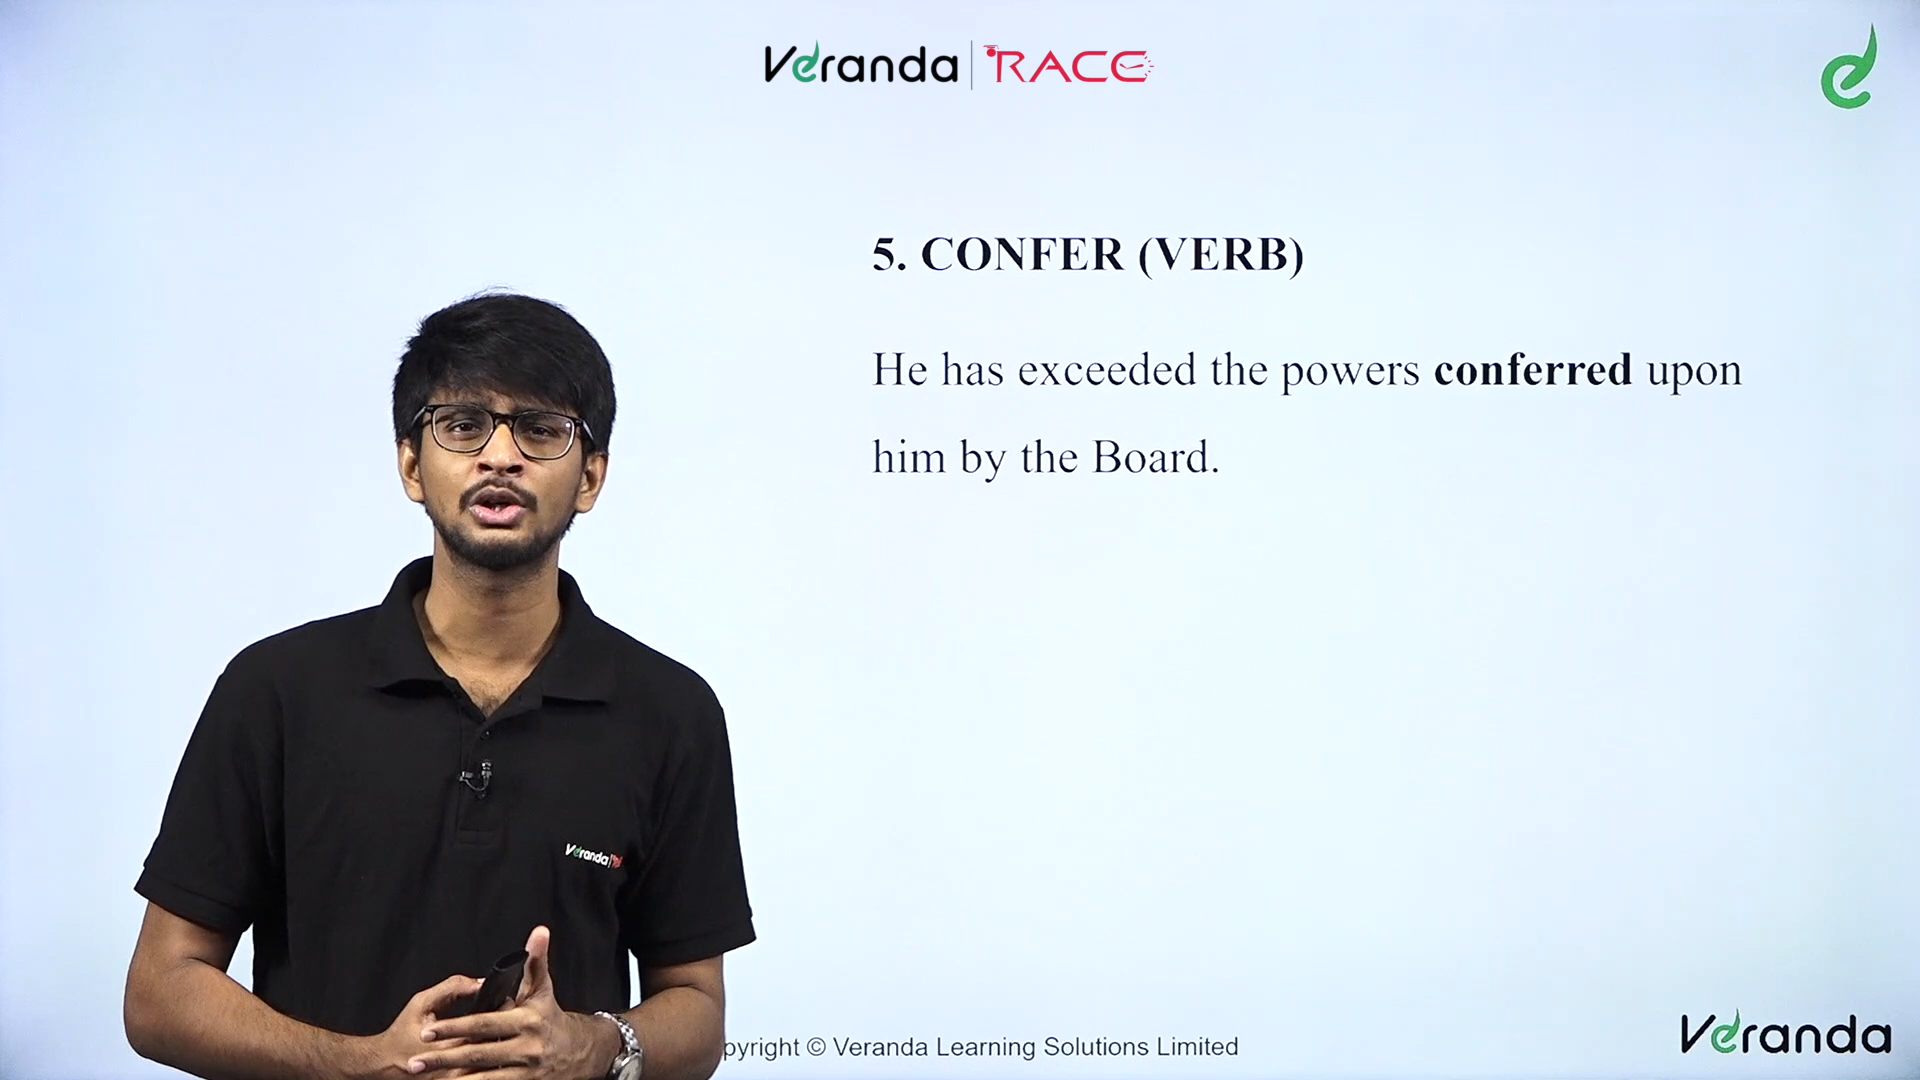 Veranda RACE
5. CONFER (VERB)
He has exceeded the powers conferred upon
him by the Board.
Veranda
pyright © Veranda Learning Solutions Limited
Veranda